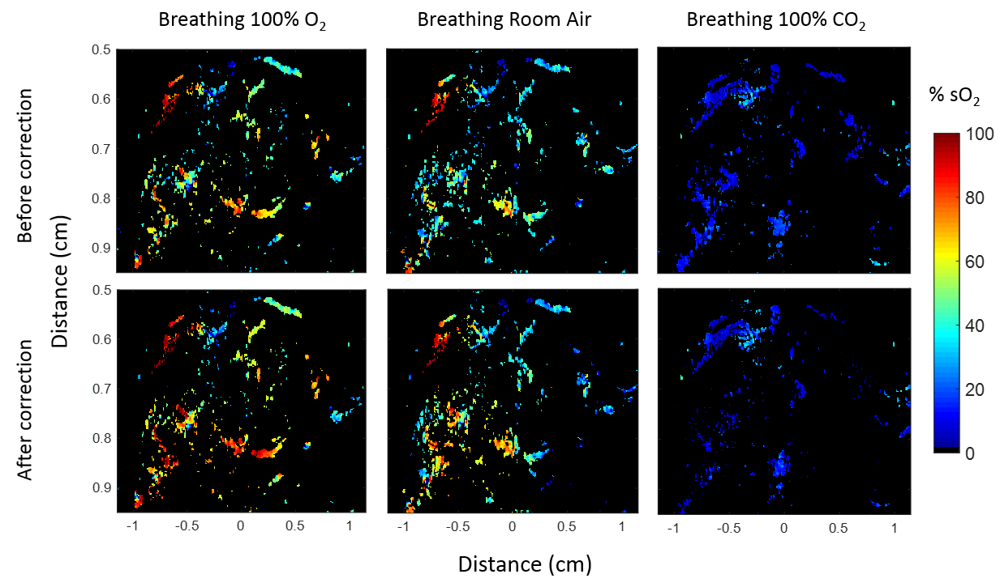 Breathing 100% O₂
Breathing Room Air
Breathing 100% CO₂
Before correction
After correction
Distance (cm)
0.5
0.6
0.7
0.8
0.9
0.5
0.6
0.7
0.8
0.9
-1 -0.5 0 0.5 1
-1 -0.5 0 0.5 1
-1 -0.5 0 0.5 1
Distance (cm)
% sO₂
100
80
60
40
20
0